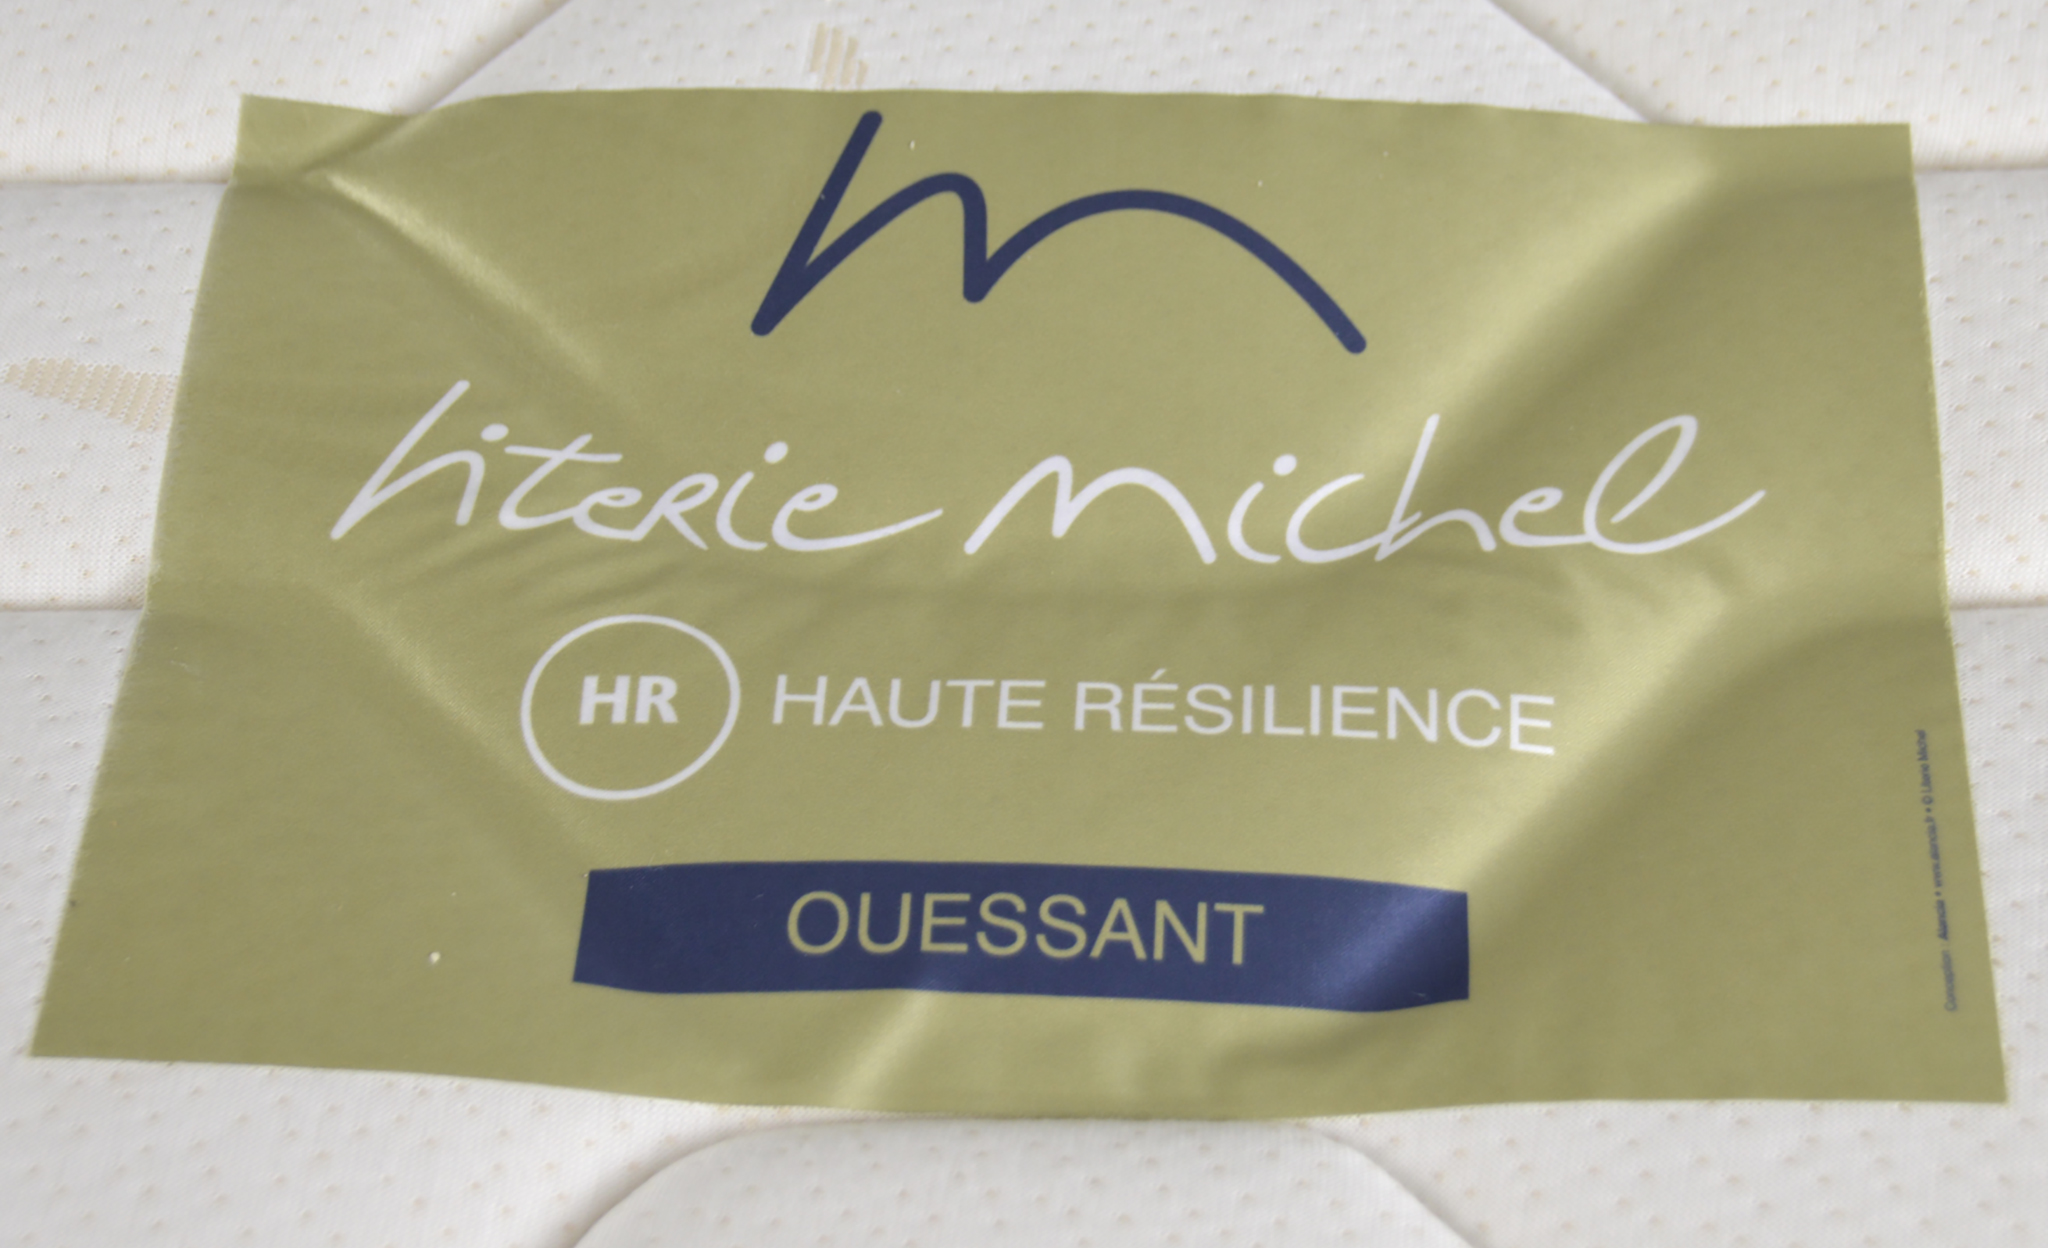 literie michel
HR HAUTE RÉSILIENCE
OUESSANT